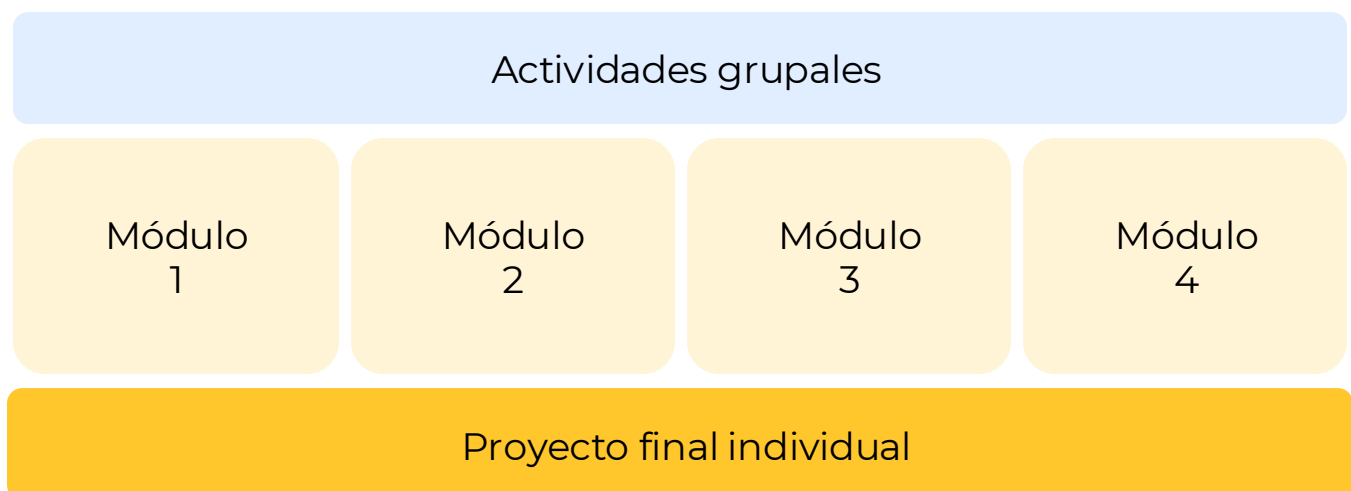 Actividades grupales
Módulo
1
Módulo
2
Módulo
3
Módulo
4
Proyecto final individual